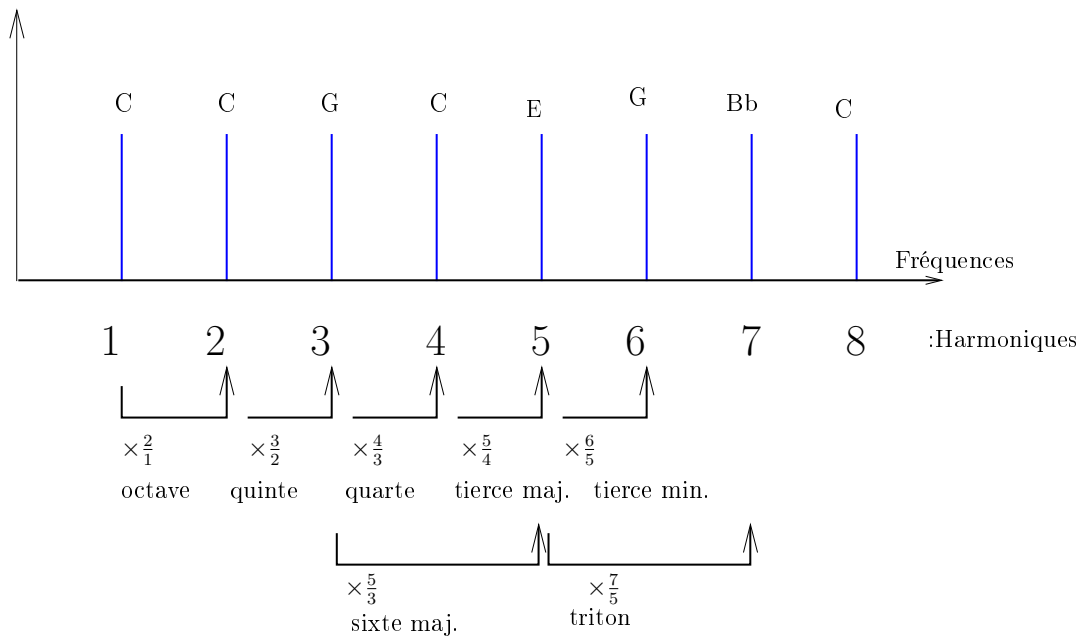 C C G C E G Bb C
Fréquences
1 2 3 4 5 6 7 8 :Harmoniques
×2/1 ×3/2 ×4/3 ×5/4 ×6/5
octave quinte quarte tierce maj. tierce min.
×5/3 ×7/5
sixte maj. triton